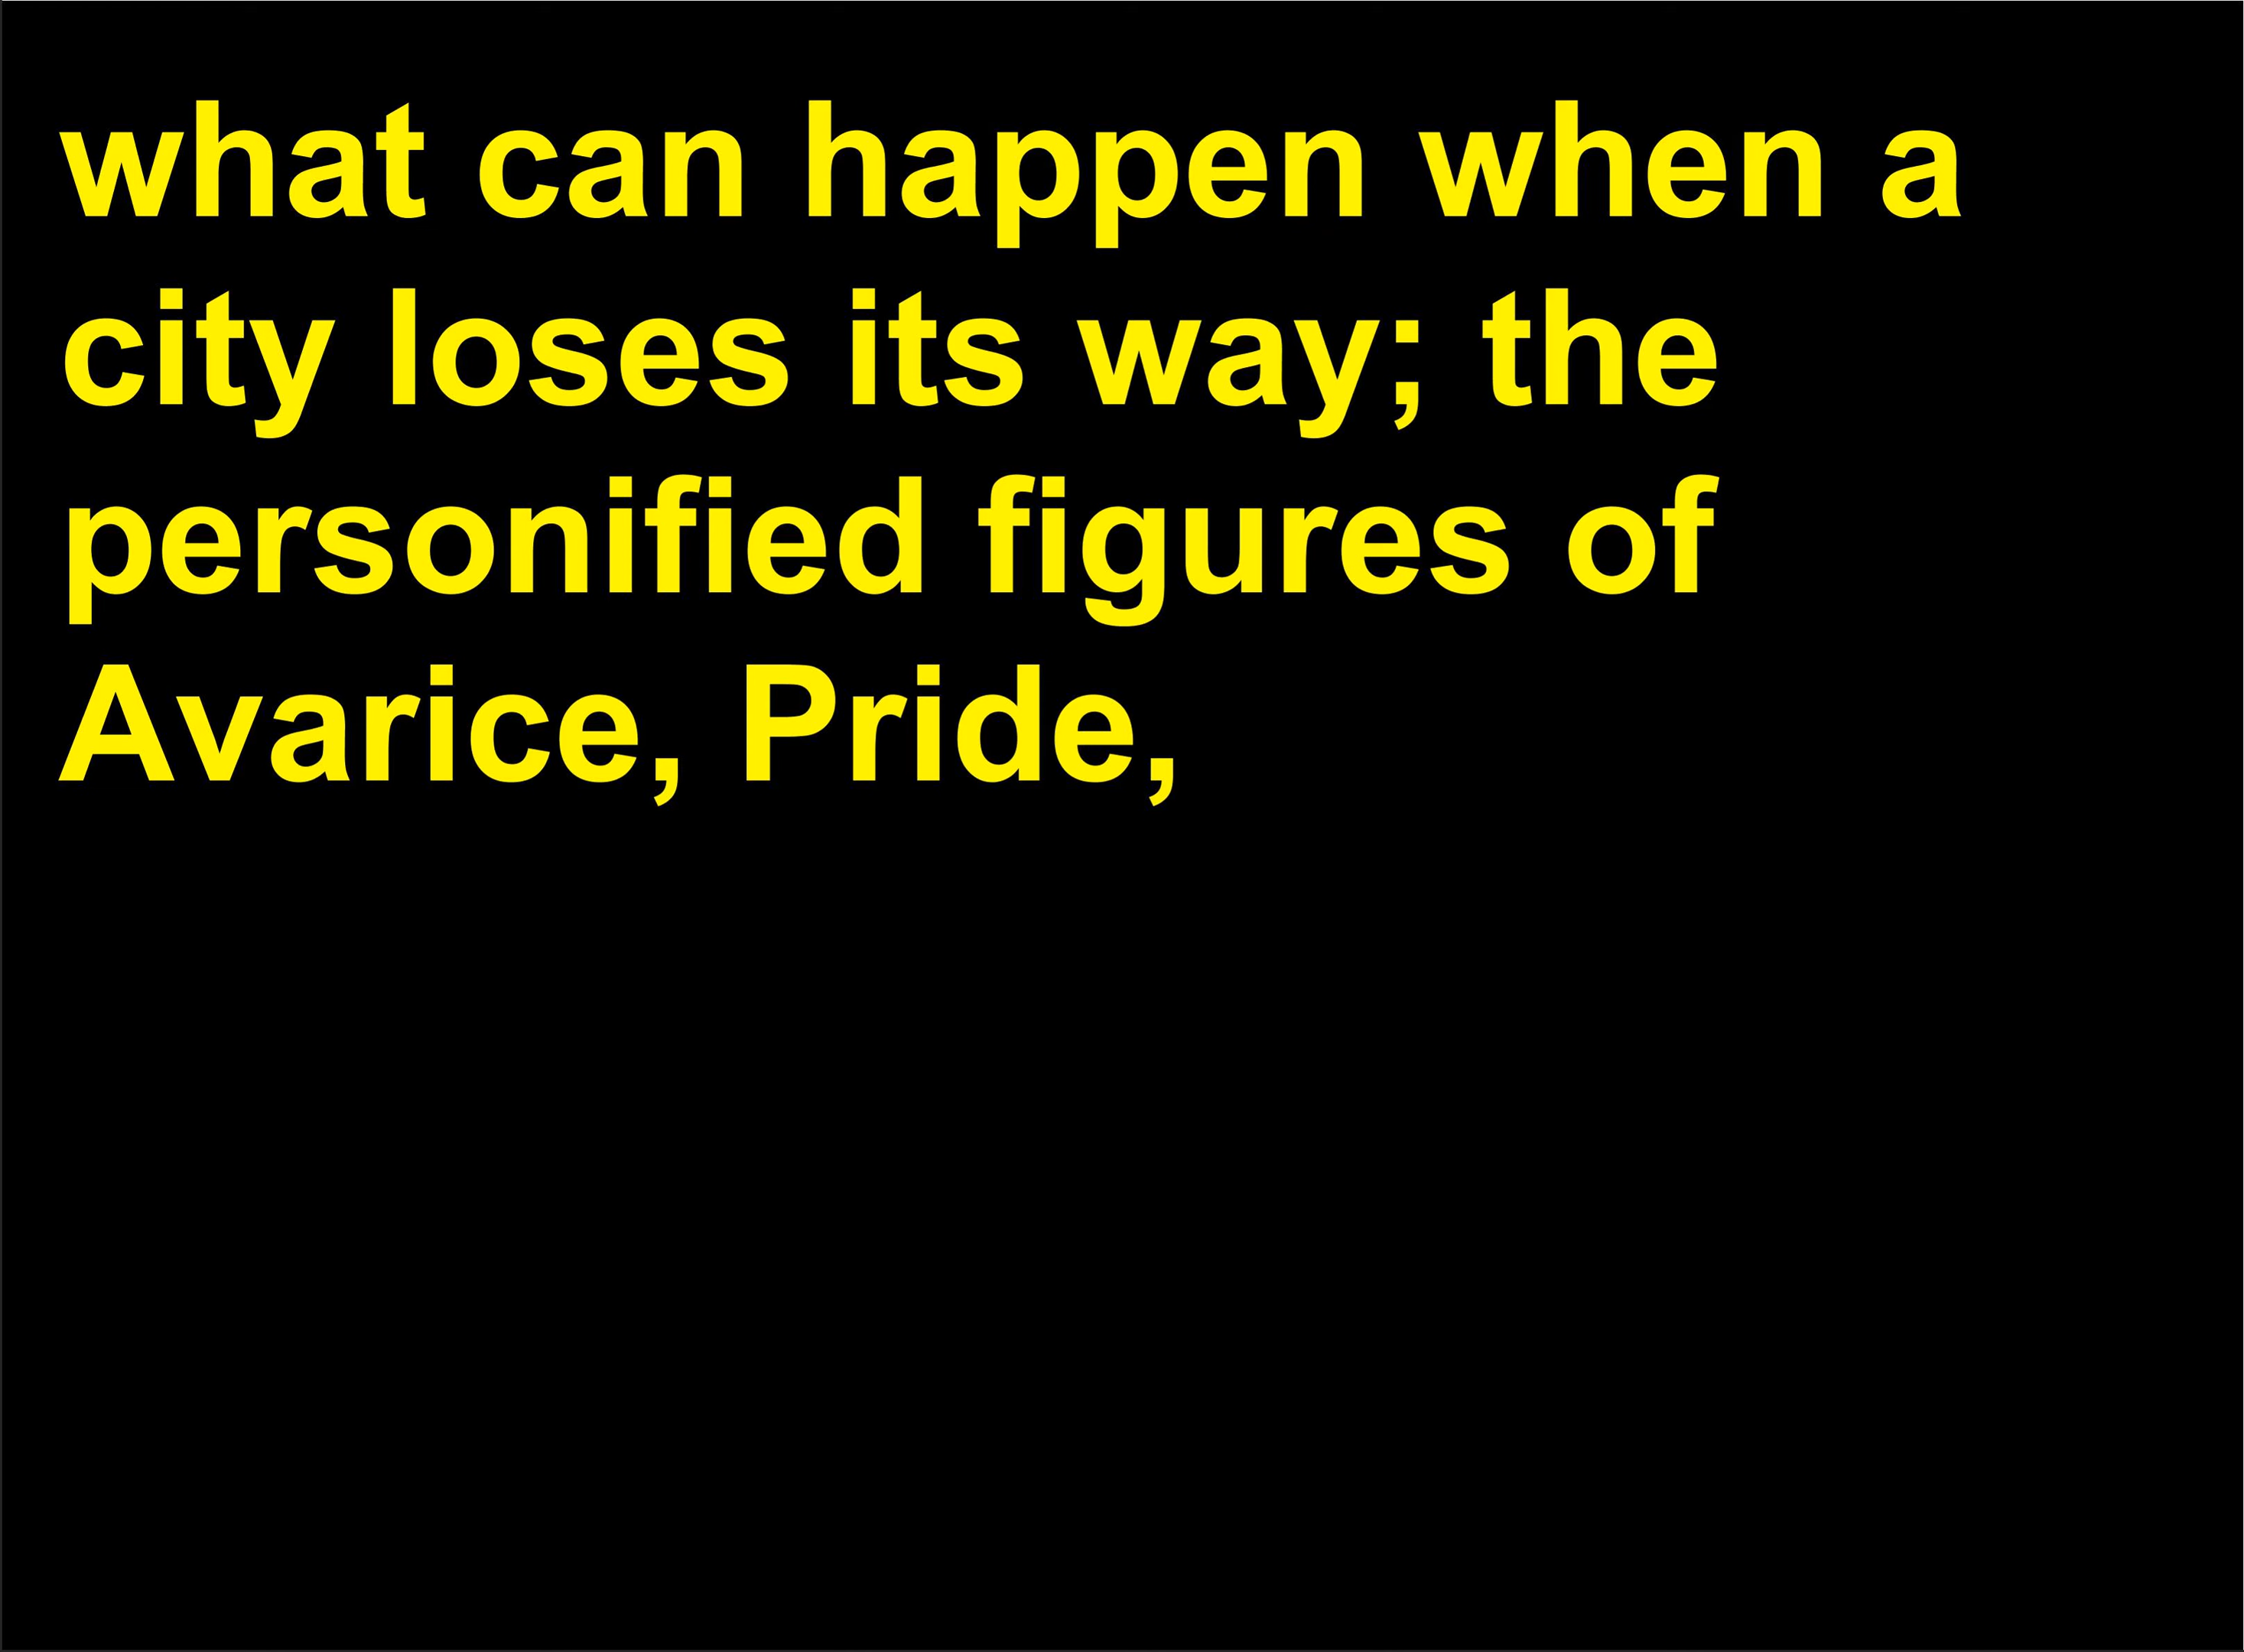 what can happen when a
city loses its way; the
personified figures of
Avarice, Pride,